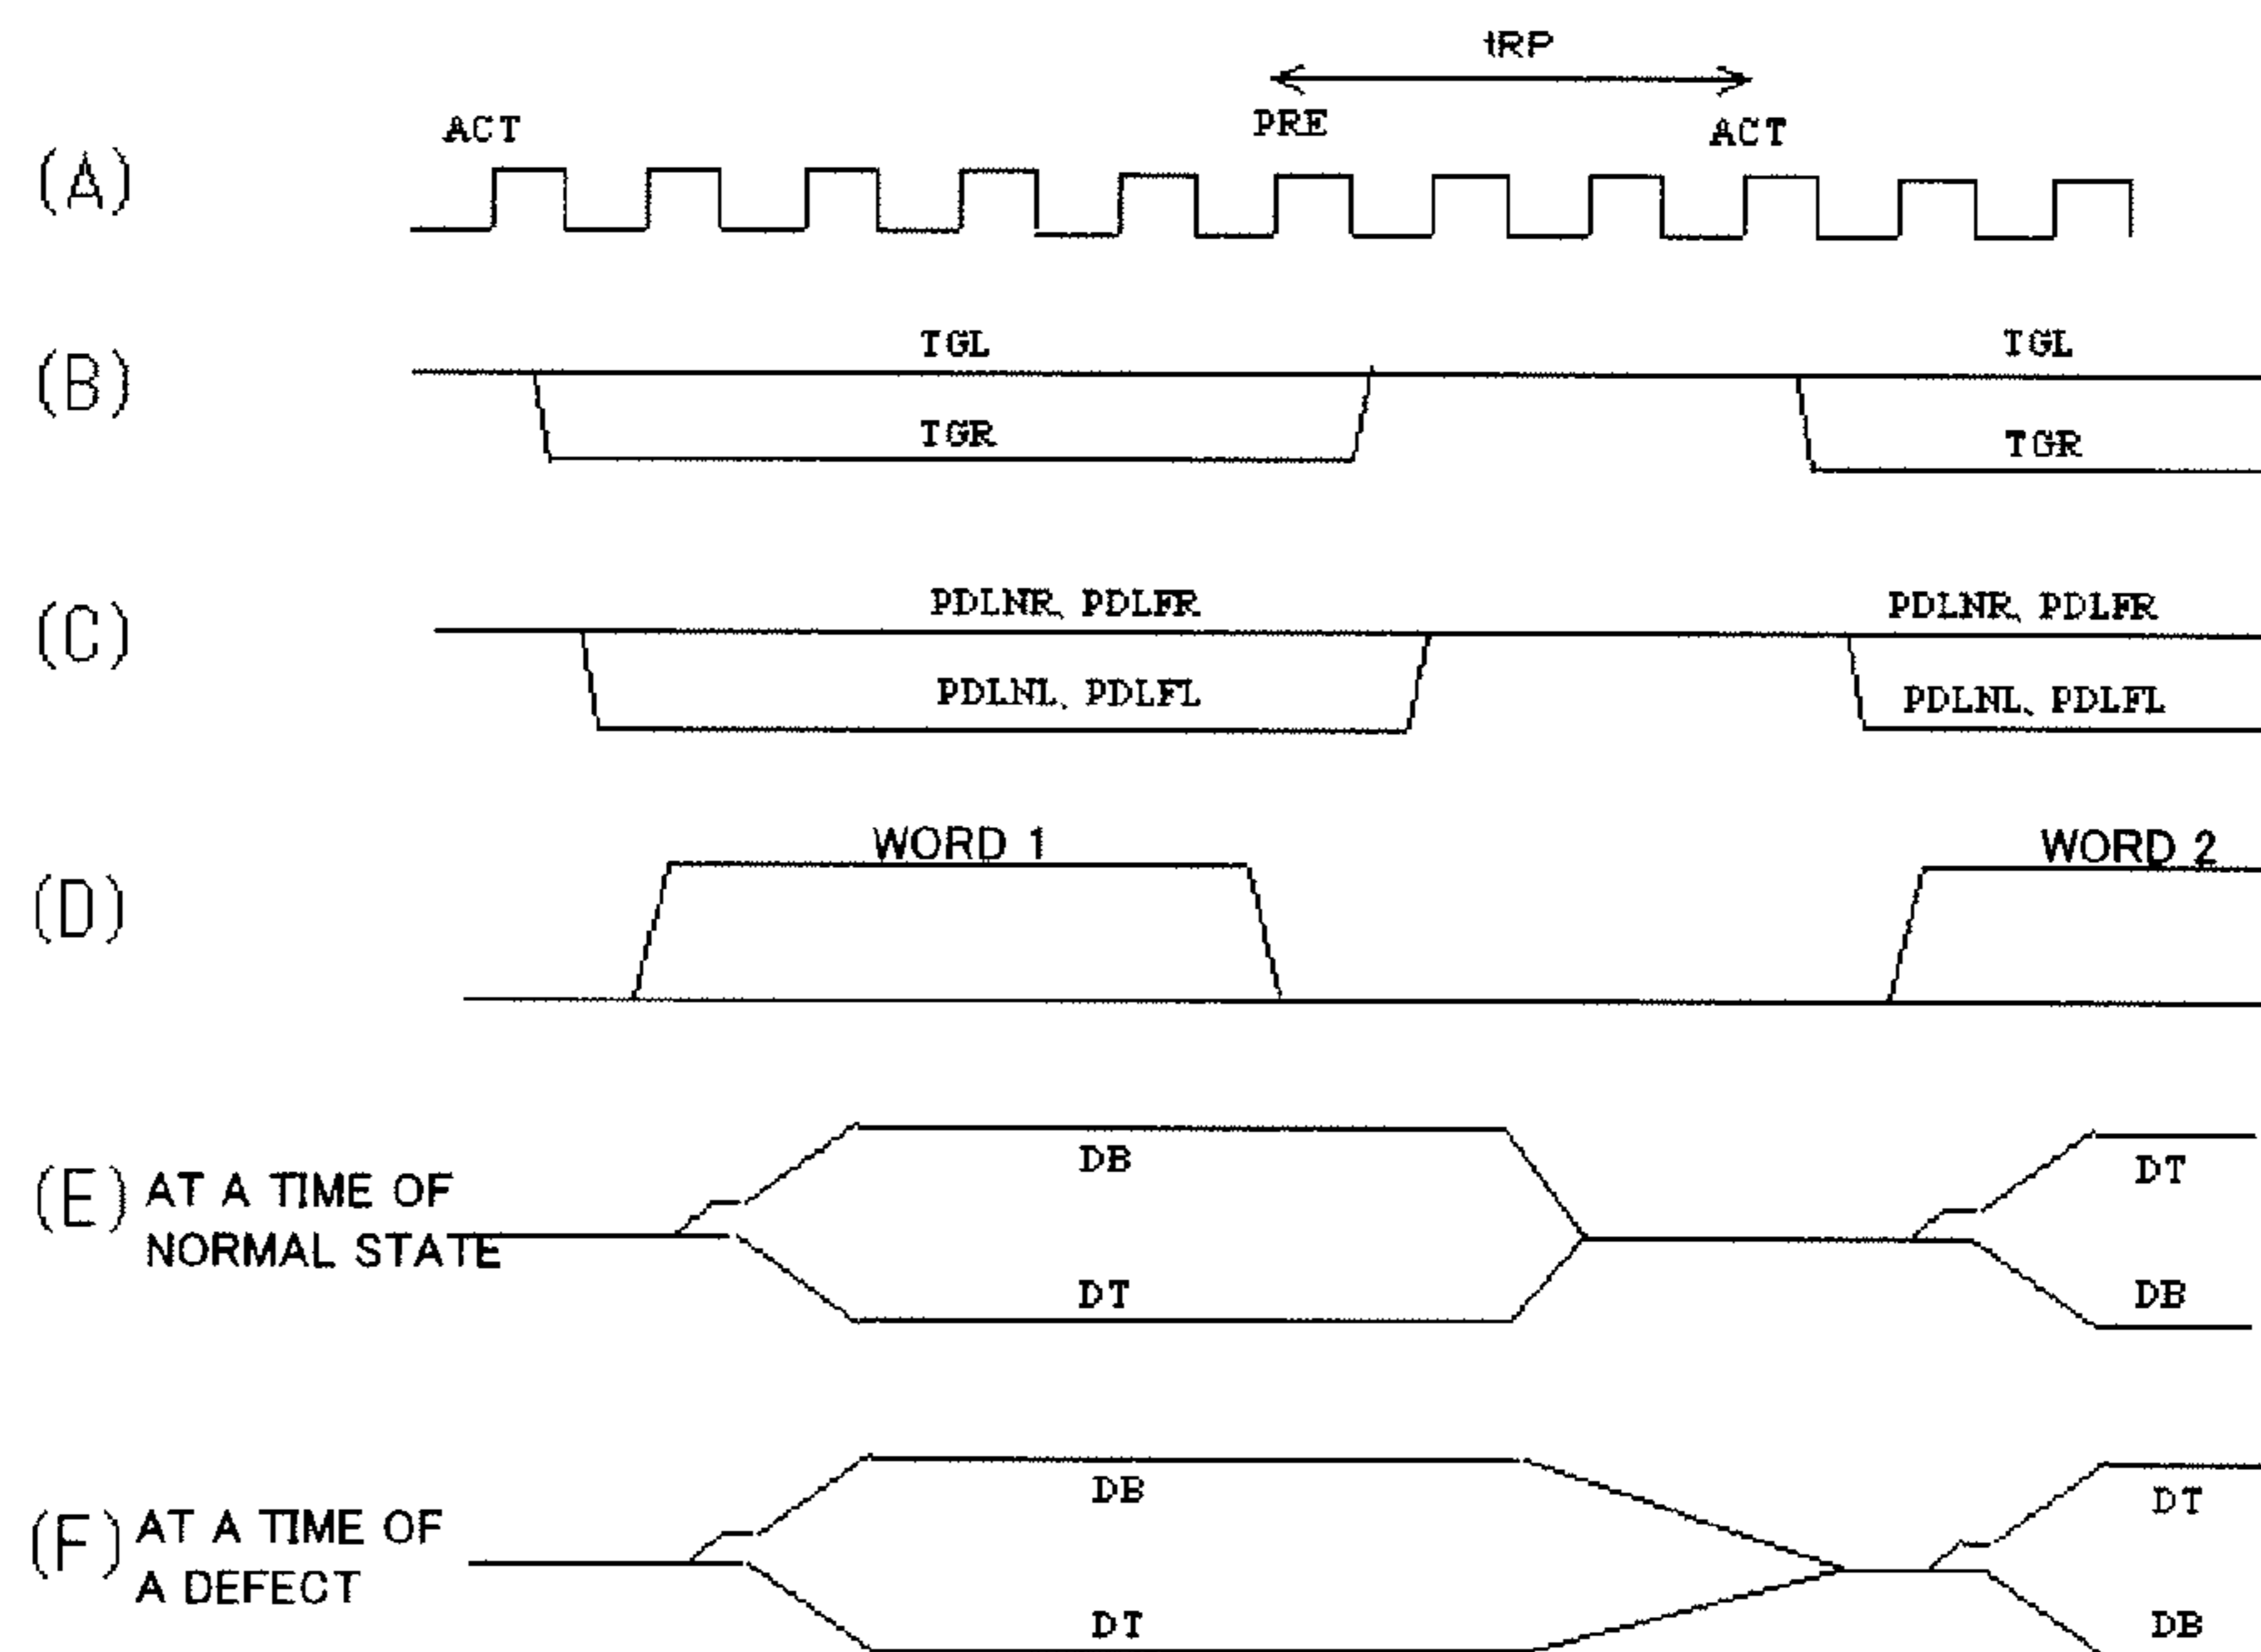 tRP
ACT PRE ACT
(A)
TGL TGL
(B)
TGR TGR
PDLNR, PDLFR PDLNR, PDLFR
(C)
PDLNL, PDLFL PDLNL, PDLFL
WORD 1 WORD 2
(D)
DB DT
(E) AT A TIME OF
NORMAL STATE
DT DB
DB DT
(F) AT A TIME OF
A DEFECT
DT DB